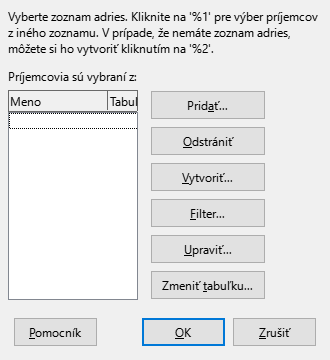 Vyberte zoznam adries. Kliknite na '%1' pre výber príjemcov
z iného zoznamu. V prípade, že nemáte zoznam adries,
môžete si ho vytvoriť kliknutím na '%2'.
Príjemcovia sú vybraní z:
Meno Tabul
Pridať...
Odstrániť
Vytvoriť...
Filter...
Upraviť...
Zmeniť tabuľku...
Pomocník OK Zrušiť